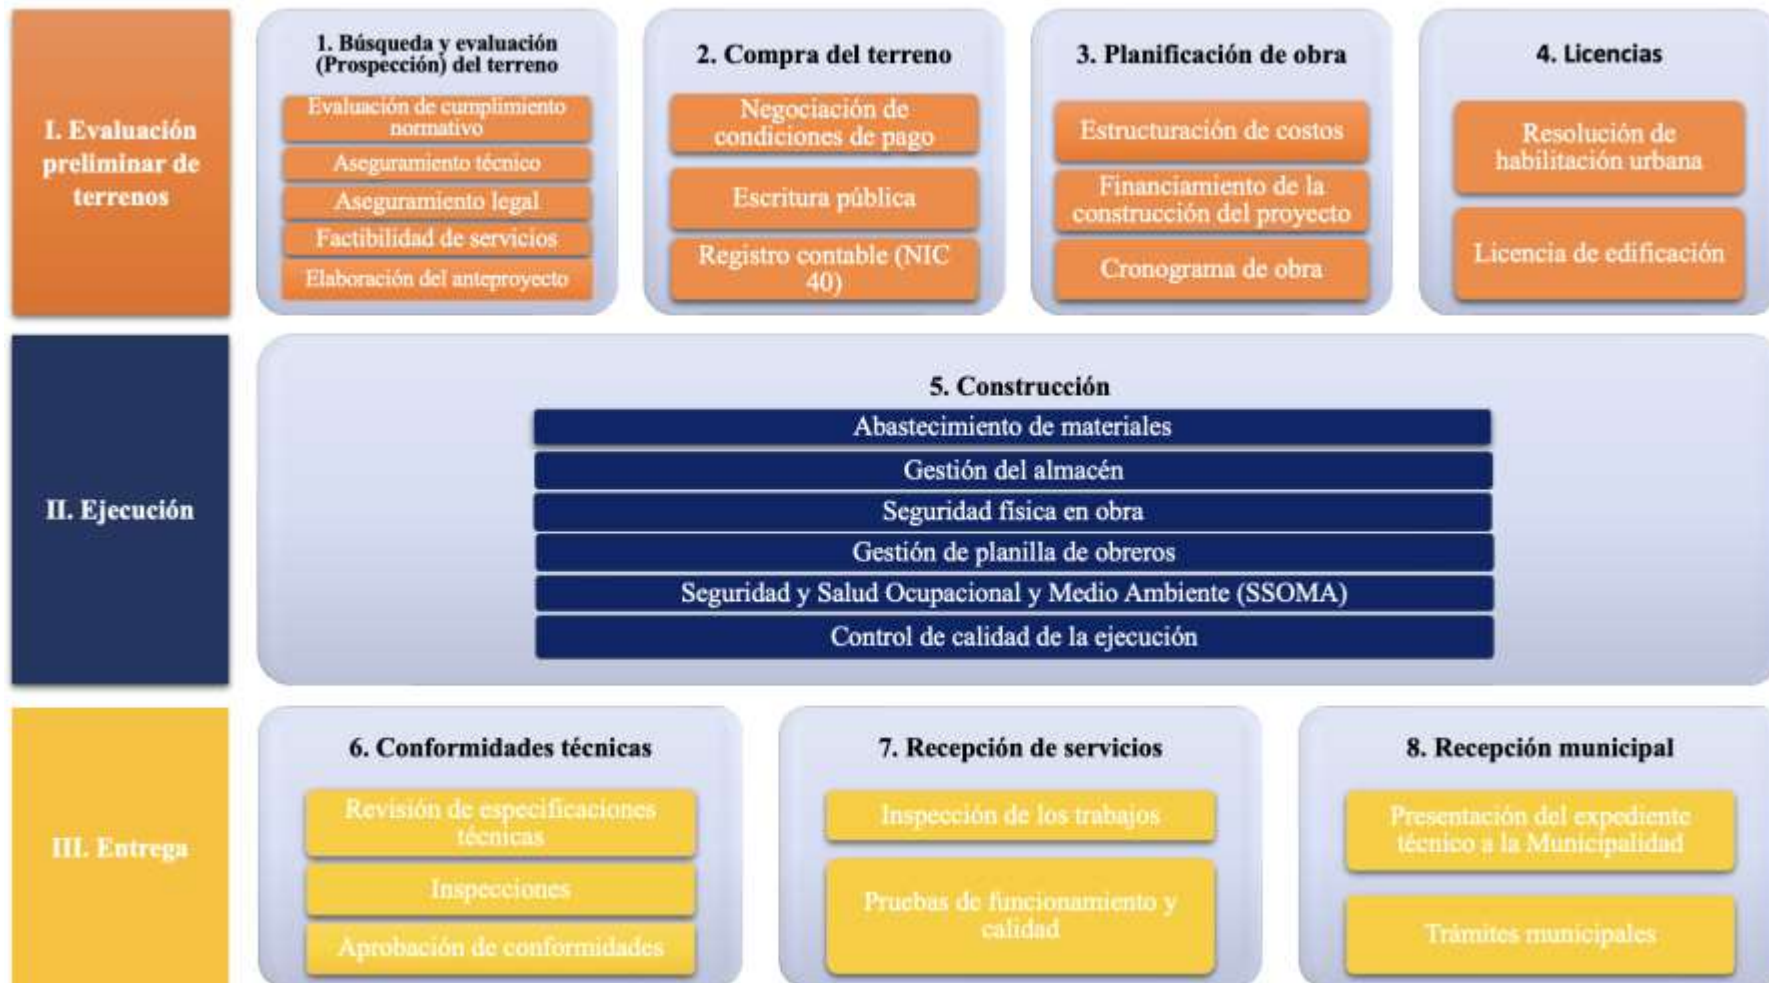 I. Evaluación
preliminar de
terrenos
1. Búsqueda y evaluación
(Prospección) del terreno
Evaluación de cumplimiento
normativo
Aseguramiento técnico
Aseguramiento legal
Factibilidad de servicios
Elaboración del anteproyecto
2. Compra del terreno
Negociación de
condiciones de pago
Escritura pública
Registro contable (NIC
40)
3. Planificación de obra
Estructuración de costos
Financiamiento de la
construcción del proyecto
Cronograma de obra
4. Licencias
Resolución de
habilitación urbana
Licencia de edificación
II. Ejecución
5. Construcción
Abastecimiento de materiales
Gestión del almacén
Seguridad física en obra
Gestión de planilla de obreros
Seguridad y Salud Ocupacional y Medio Ambiente (SSOMA)
Control de calidad de la ejecución
III. Entrega
6. Conformidades técnicas
Revisión de especificaciones
técnicas
Inspecciones
Aprobación de conformidades
7. Recepción de servicios
Inspección de los trabajos
Pruebas de funcionamiento y
calidad
8. Recepción municipal
Presentación del expediente
técnico a la Municipalidad
Trámites municipales